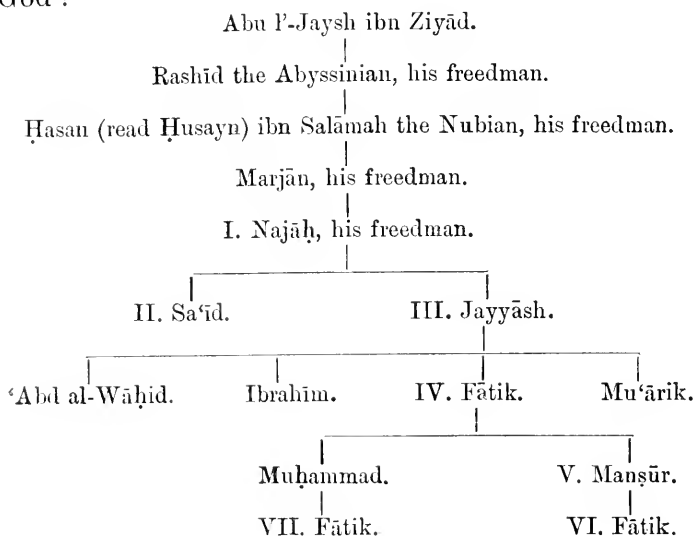 God .
Abu l’-Jaysh ibn Ziyād.
Rashīd the Abyssinian, his freedman.
Ḥasan (read Ḥusayn) ibn Salāmah the Nubian, his freedman.
Marjān, his freedman.
I. Najāḥ, his freedman.
II. Sa‘īd. III. Jayyāsh.
‘Abd al-Wāḥid. Ibrahīm. IV. Fātik. Mu‘ārik.
Muḥammad. V. Manṣūr.
VII. Fātik. VI. Fātik.